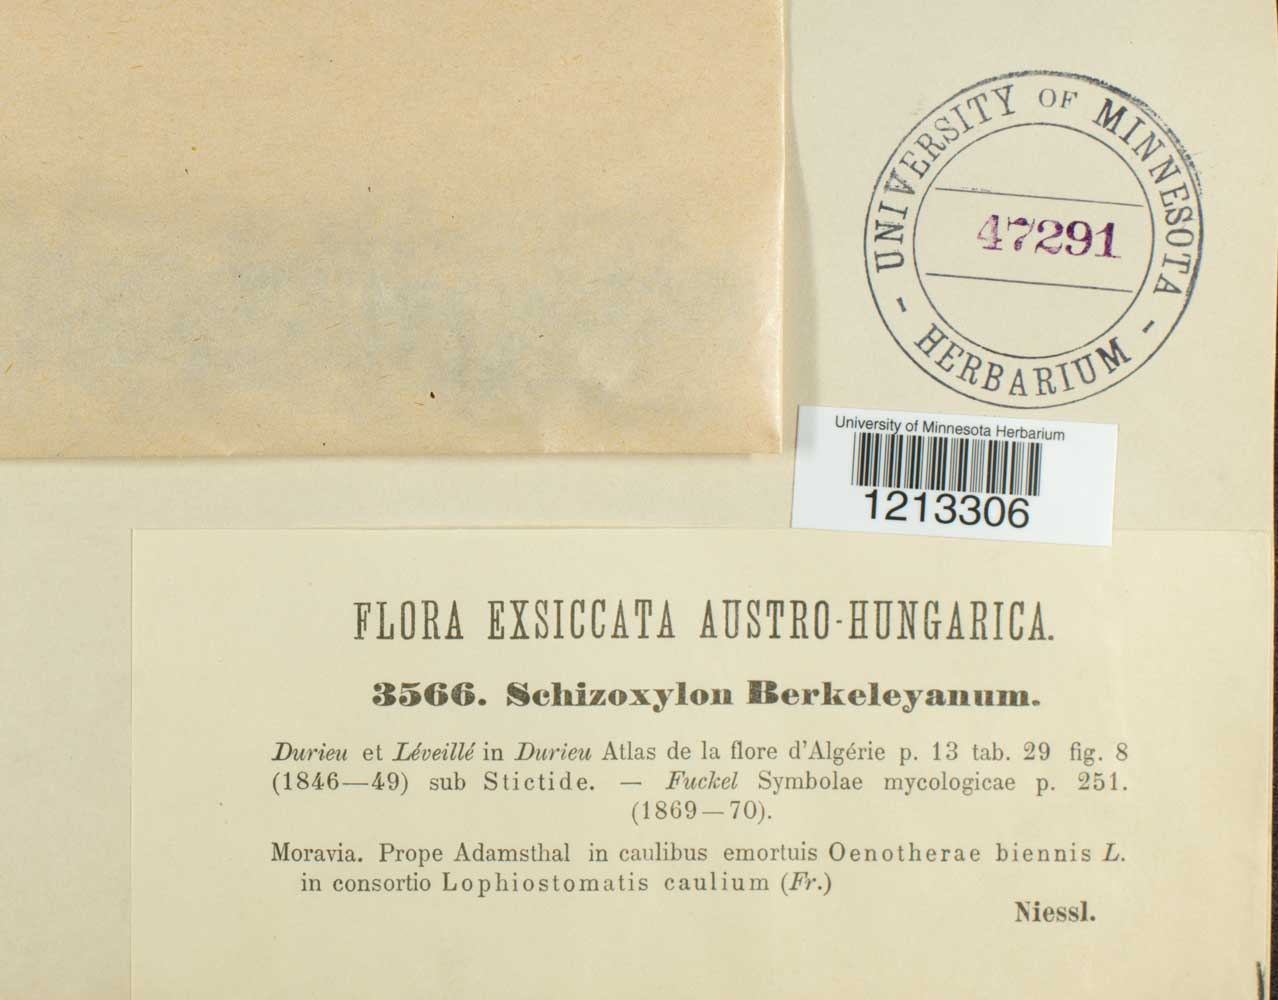 UNIVERSITY OF MINNESOTA
47291
- HERBARIUM -
University of Minnesota Herbarium
1213306
FLORA EXSICCATA AUSTRO-HUNGARICA.
3566. Schizoxylon Berkeleyanum.
Durieu et Léveillé in Durieu Atlas de la flore d'Algérie p. 13 tab. 29 fig. 8
(1846—49) sub Stictide. — Fuckel Symbolae mycologicae p. 251.
(1869—70).
Moravia. Prope Adamsthal in caulibus emortuis Oenotherae biennis L.
in consortio Lophiostomatis caulium (Fr.)
Niessl.